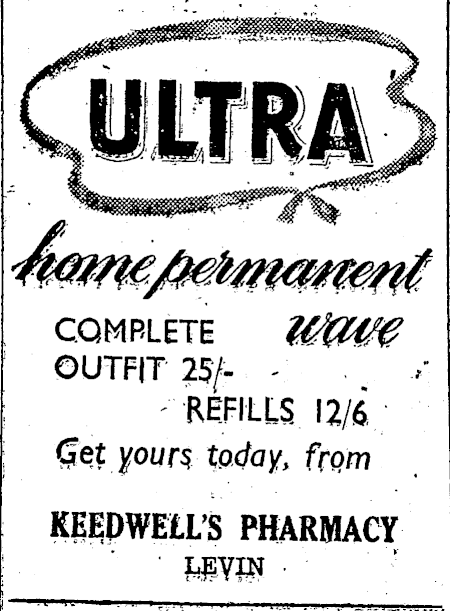 ULTRA
home permanent
wave
COMPLETE
OUTFIT 25/-
REFILLS 12/6
Get yours today, from
KEEDWELL'S PHARMACY
LEVIN